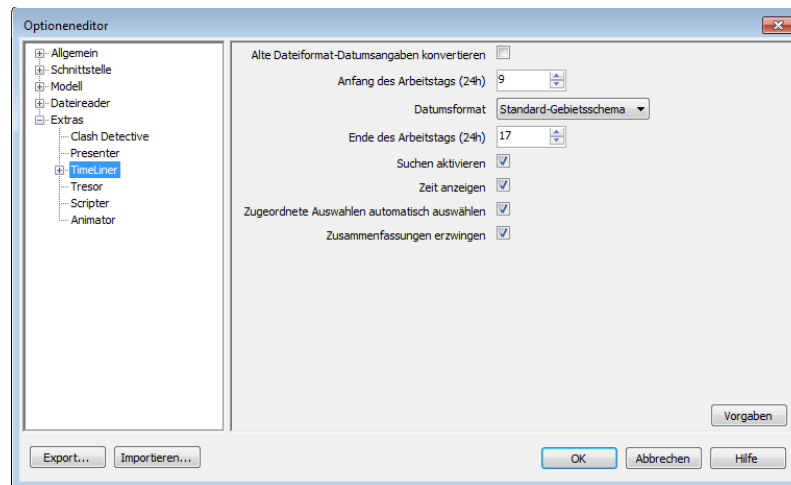 Optioneneditor
Allgemein
Schnittstelle
Modell
Dateireader
Extras
Clash Detective
Presenter
TimeLiner
Tresor
Scripter
Animator
Alte Dateiformat-Datumsangaben konvertieren
Anfang des Arbeitstags (24h) 9
Datumsformat Standard-Gebietsschema
Ende des Arbeitstags (24h) 17
Suchen aktivieren
Zeit anzeigen
Zugeordnete Auswahlen automatisch auswählen
Zusammenfassungen erzwingen
Vorgaben
Export... Importieren... OK Abbrechen Hilfe